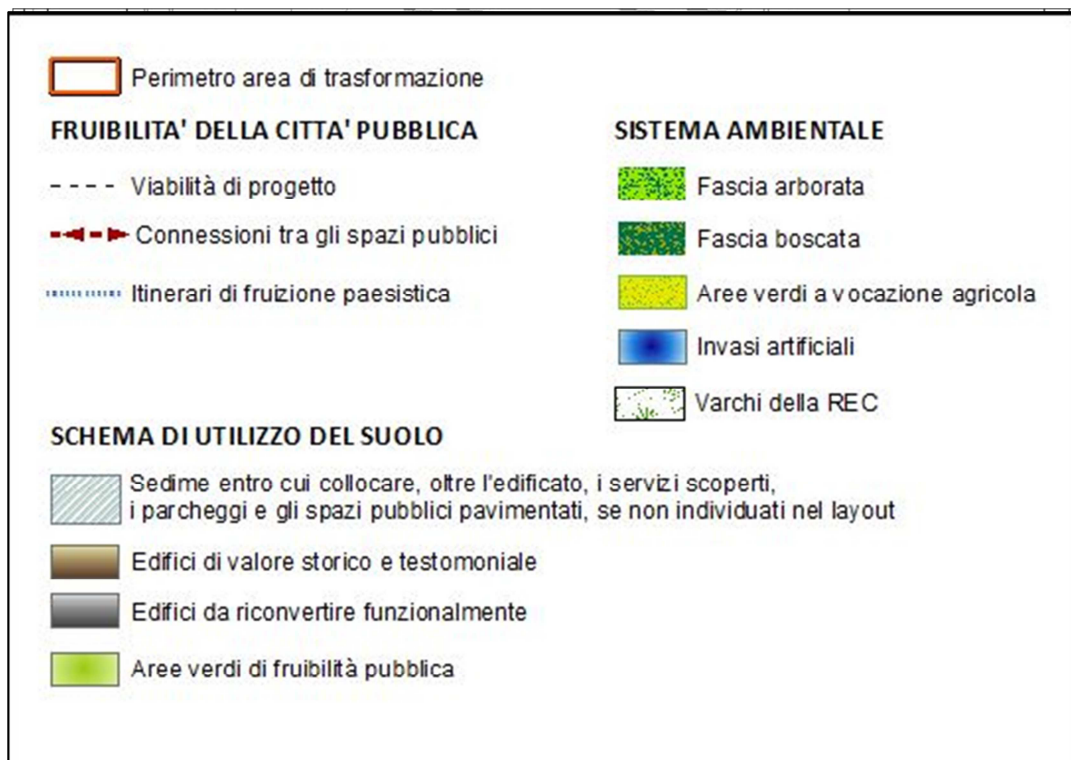 Perimetro area di trasformazione
FRUIBILITA' DELLA CITTA' PUBBLICA
Viabilità di progetto
Connessioni tra gli spazi pubblici
Itinerari di fruizione paesistica
SISTEMA AMBIENTALE
Fascia arborata
Fascia boscata
Aree verdi a vocazione agricola
Invasi artificiali
Varchi della REC
SCHEMA DI UTILIZZO DEL SUOLO
Sedime entro cui collocare, oltre l'edificato, i servizi scoperti,
i parcheggi e gli spazi pubblici pavimentati, se non individuati nel layout
Edifici di valore storico e testimoniale
Edifici da riconvertire funzionalmente
Aree verdi di fruibilità pubblica